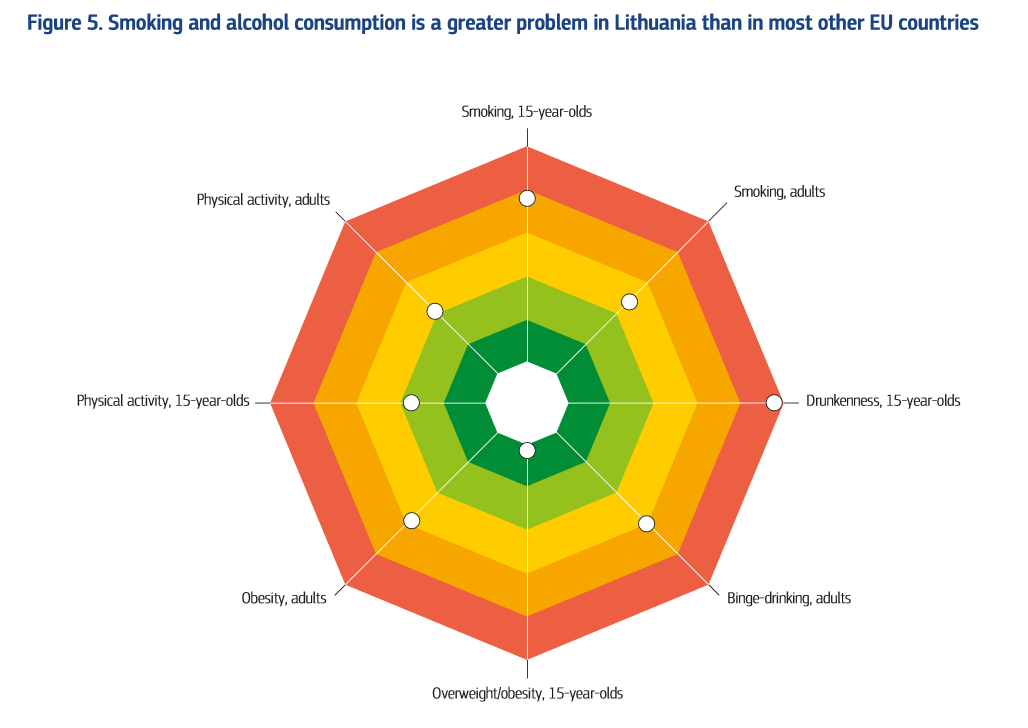 Figure 5. Smoking and alcohol consumption is a greater problem in Lithuania than in most other EU countries
Smoking, 15-year-olds
Smoking, adults
Physical activity, adults
Physical activity, 15-year-olds
Drunkenness, 15-year-olds
Obesity, adults
Binge-drinking, adults
Overweight/obesity, 15-year-olds